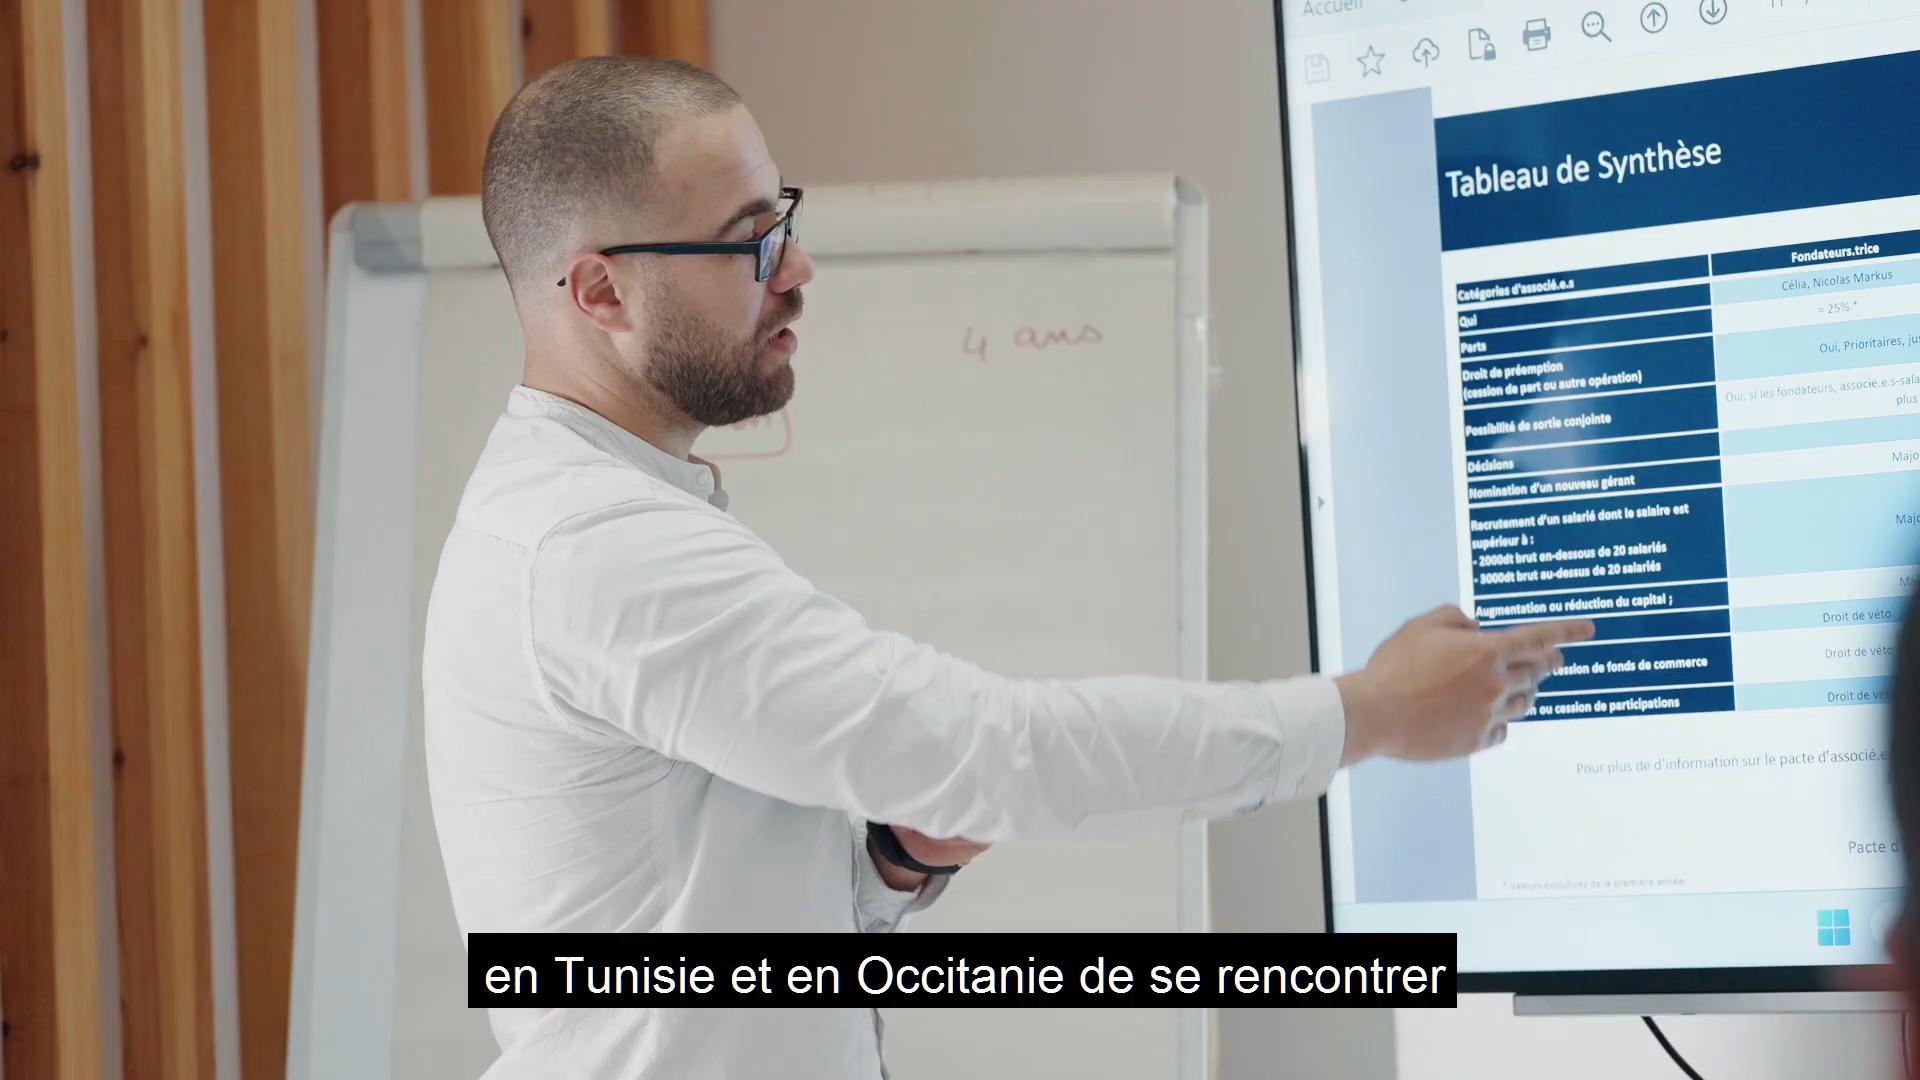 Accueil
Tableau de Synthèse
Catégories d'associé.e.s
Fondateurs.trice
Qui
Célia, Nicolas Markus
Parts
≈ 25% *
Droit de préemption
(cession de part ou autre opération)
Oui, Prioritaires, ju
Possibilité de sortie conjointe
Oui, si les fondateurs, associé.e.s-sala
plus
Décisions
Nomination d'un nouveau gérant
Majo
Recrutement d'un salarié dont le salaire est
supérieur à :
- 2000dt brut en-dessous de 20 salariés
- 3000dt brut au-dessus de 20 salariés
Majo
Augmentation ou réduction du capital ;
Ma
Droit de véto
ession de fonds de commerce
Droit de véto
n ou cession de participations
Droit de vé
Pour plus de d'information sur le pacte d'associé.e
Pacte d
* Valeurs évolutives de la première année.
4 ans
en Tunisie et en Occitanie de se rencontrer